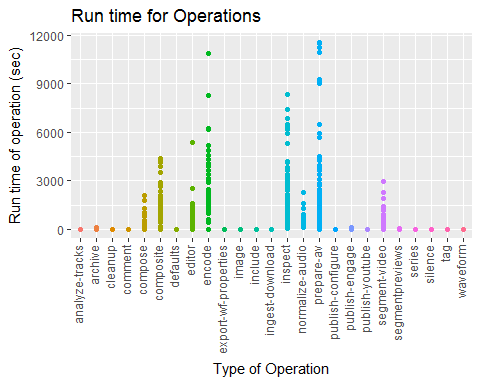 Run time for Operations
Run time of operation (sec)
12000
9000
6000
3000
0
analyze-tracks
archive
cleanup
comment
compose
composite
defaults
editor
encode
export-wf-properties
image
include
ingest-download
inspect
normalize-audio
prepare-av
publish-configure
publish-engage
publish-youtube
segment-video
segmentpreviews
series
silence
tag
waveform
Type of Operation